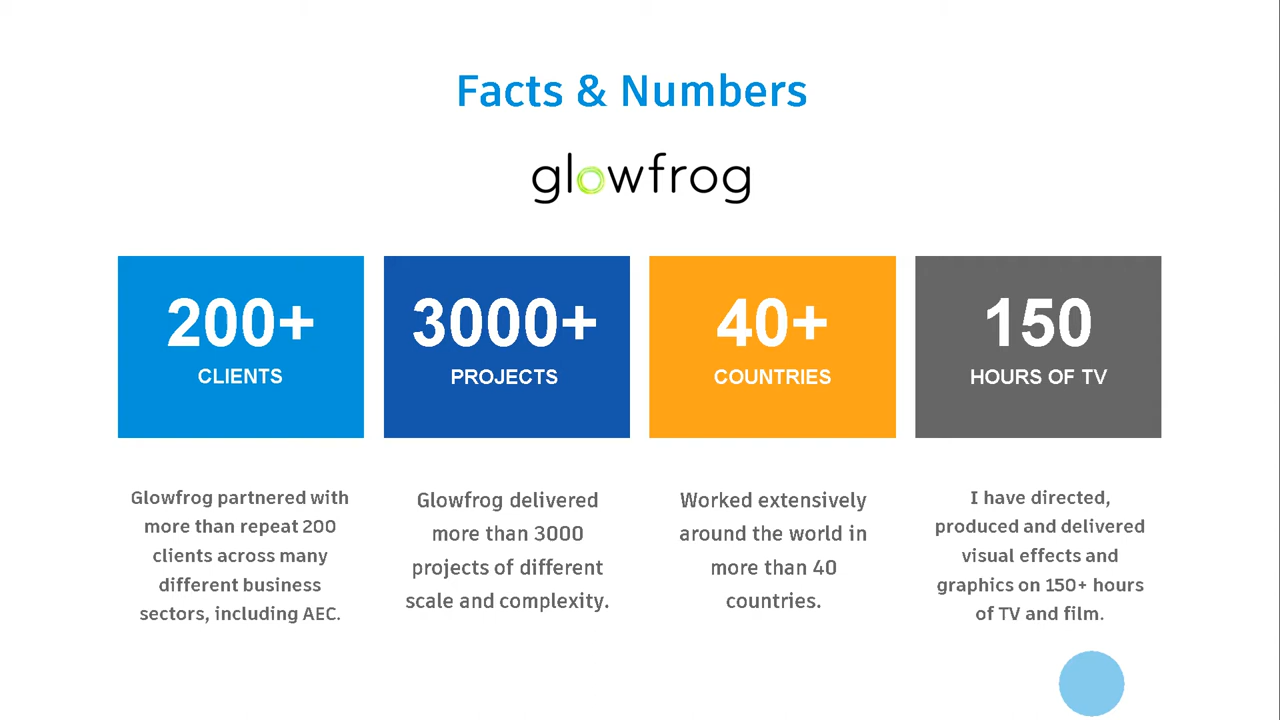 Facts & Numbers
glowfrog
200+
CLIENTS
3000+
PROJECTS
40+
COUNTRIES
150
HOURS OF TV
Glowfrog partnered with
more than repeat 200
clients across many
different business
sectors, including AEC.
Glowfrog delivered
more than 3000
projects of different
scale and complexity.
Worked extensively
around the world in
more than 40
countries.
I have directed,
produced and delivered
visual effects and
graphics on 150+ hours
of TV and film.